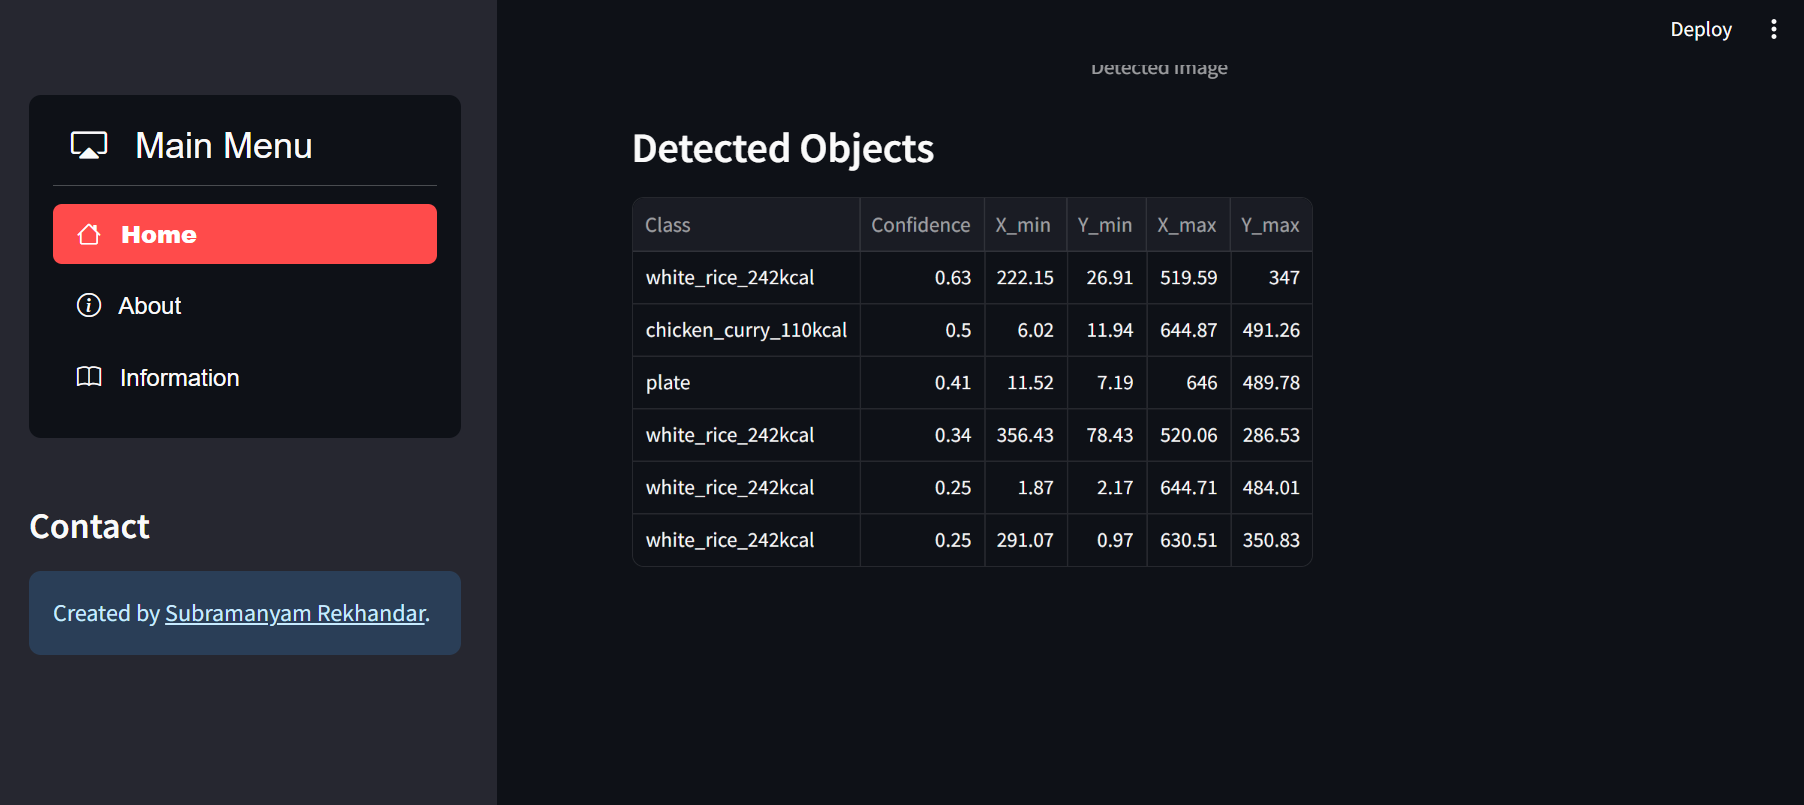 Deploy
Main Menu
Home
About
Information
Contact
Created by Subramanyam Rekhandar.
Detected Image
Detected Objects
Class Confidence X_min Y_min X_max Y_max
white_rice_242kcal 0.63 222.15 26.91 519.59 347
chicken_curry_110kcal 0.5 6.02 11.94 644.87 491.26
plate 0.41 11.52 7.19 646 489.78
white_rice_242kcal 0.34 356.43 78.43 520.06 286.53
white_rice_242kcal 0.25 1.87 2.17 644.71 484.01
white_rice_242kcal 0.25 291.07 0.97 630.51 350.83